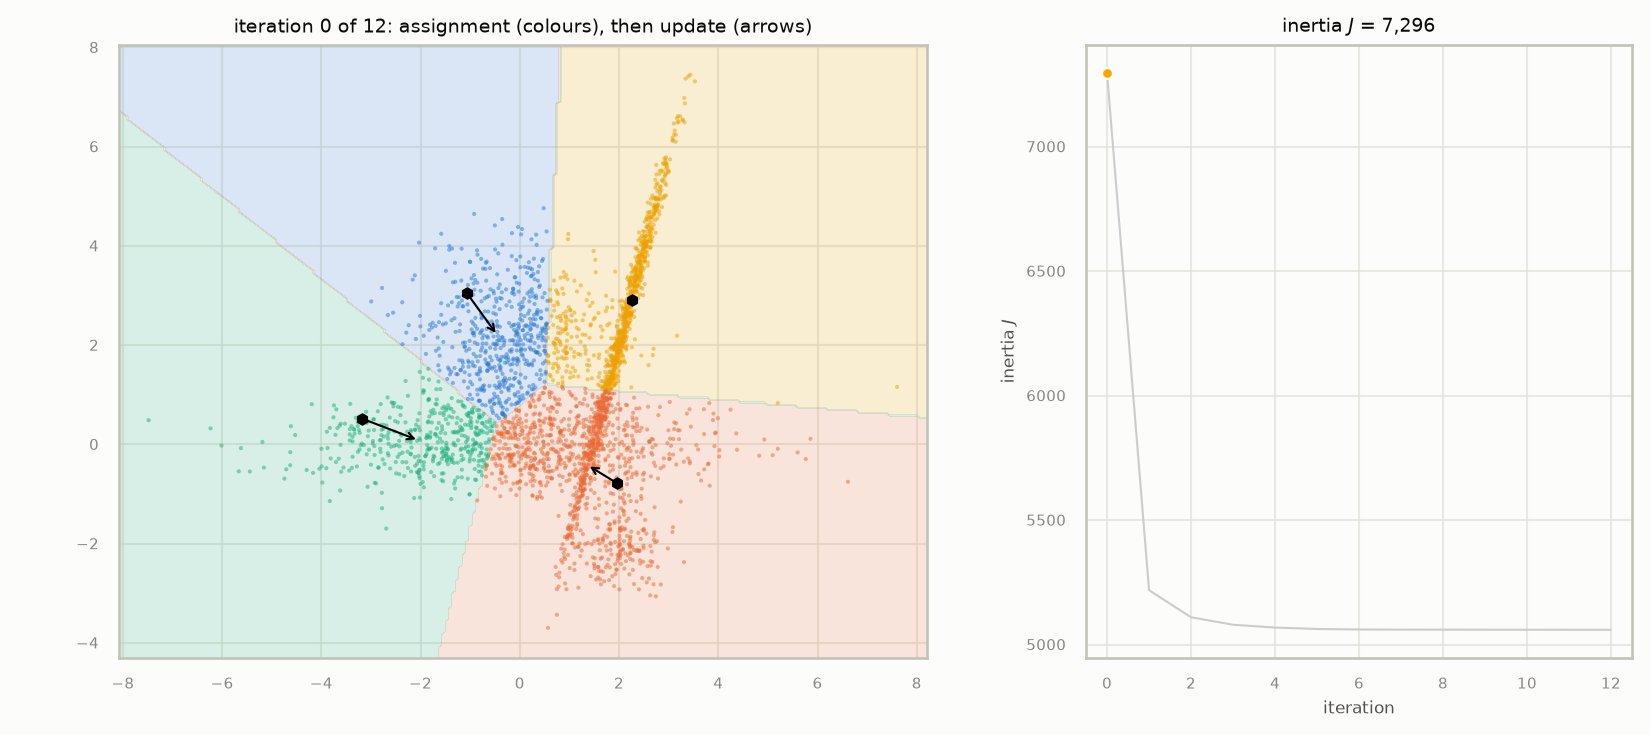 iteration 0 of 12: assignment (colours), then update (arrows)
8
6
4
2
0
−2
−4
−8 −6 −4 −2 0 2 4 6 8
inertia J = 7,296
inertia J
7000
6500
6000
5500
5000
0 2 4 6 8 10 12
iteration